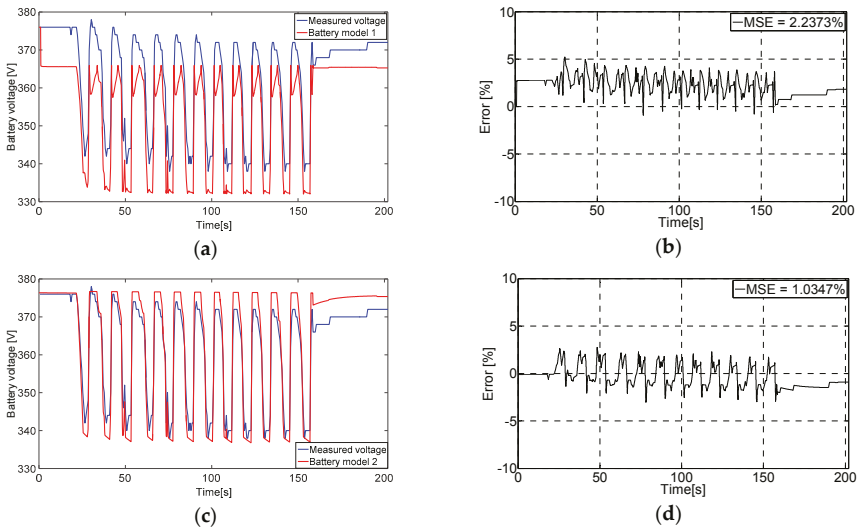 380
370
360
350
340
330
Battery voltage [V]
0
50
100
150
200
Time[s]
Measured voltage
Battery model 1
(a)
10
5
0
-5
-10
Error [%]
0
50
100
150
200
Time[s]
MSE = 2.2373%
(b)
380
370
360
350
340
330
Battery voltage [V]
0
50
100
150
200
Time[s]
Measured voltage
Battery model 2
(c)
10
5
0
-5
-10
Error [%]
0
50
100
150
200
Time[s]
MSE = 1.0347%
(d)